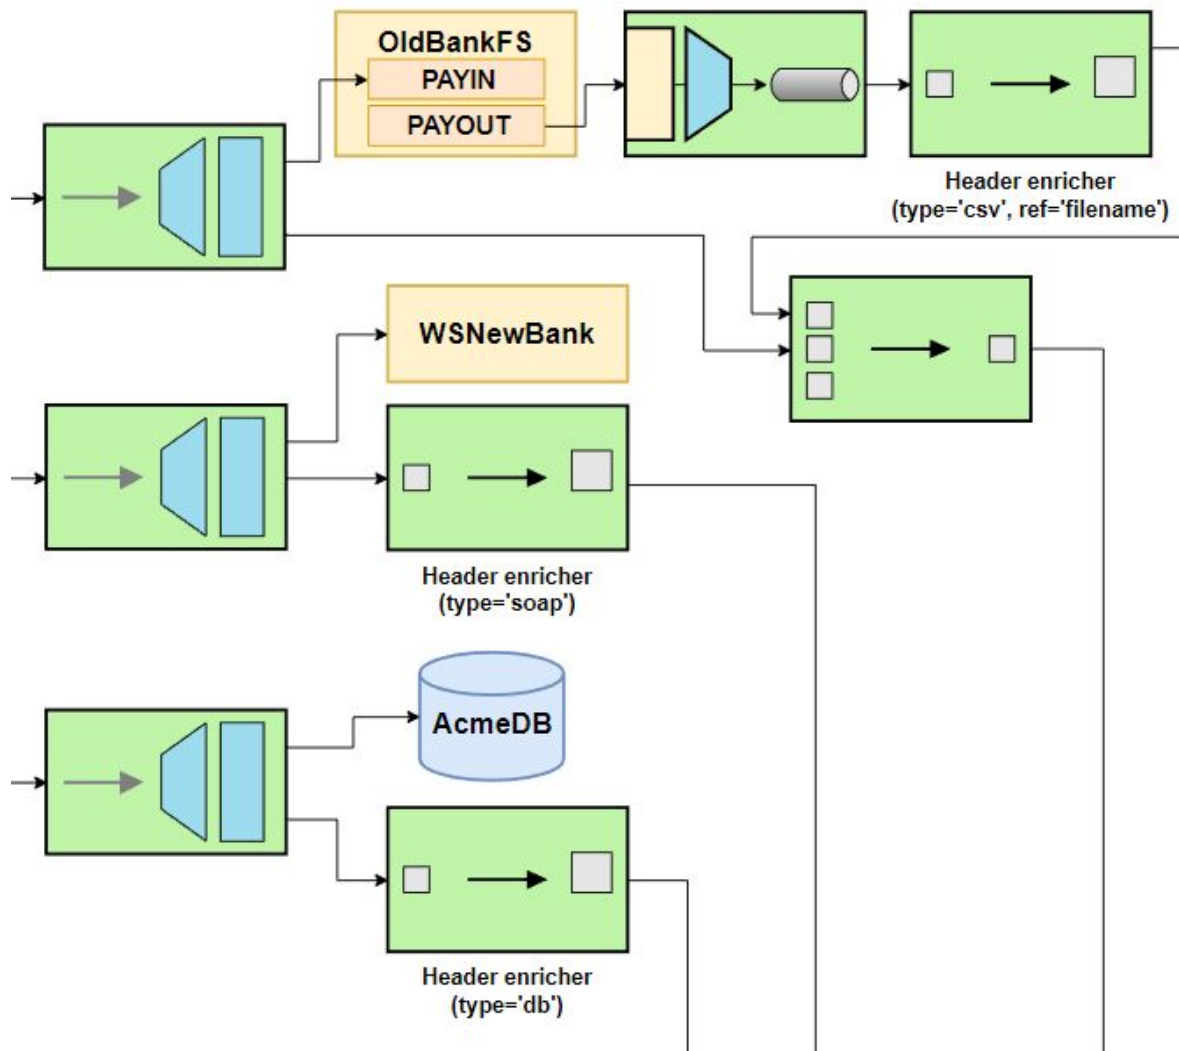 OldBankFS
PAYIN
PAYOUT
Header enricher
(type='csv', ref='filename')
WSNewBank
Header enricher
(type='soap')
AcmeDB
Header enricher
(type='db')